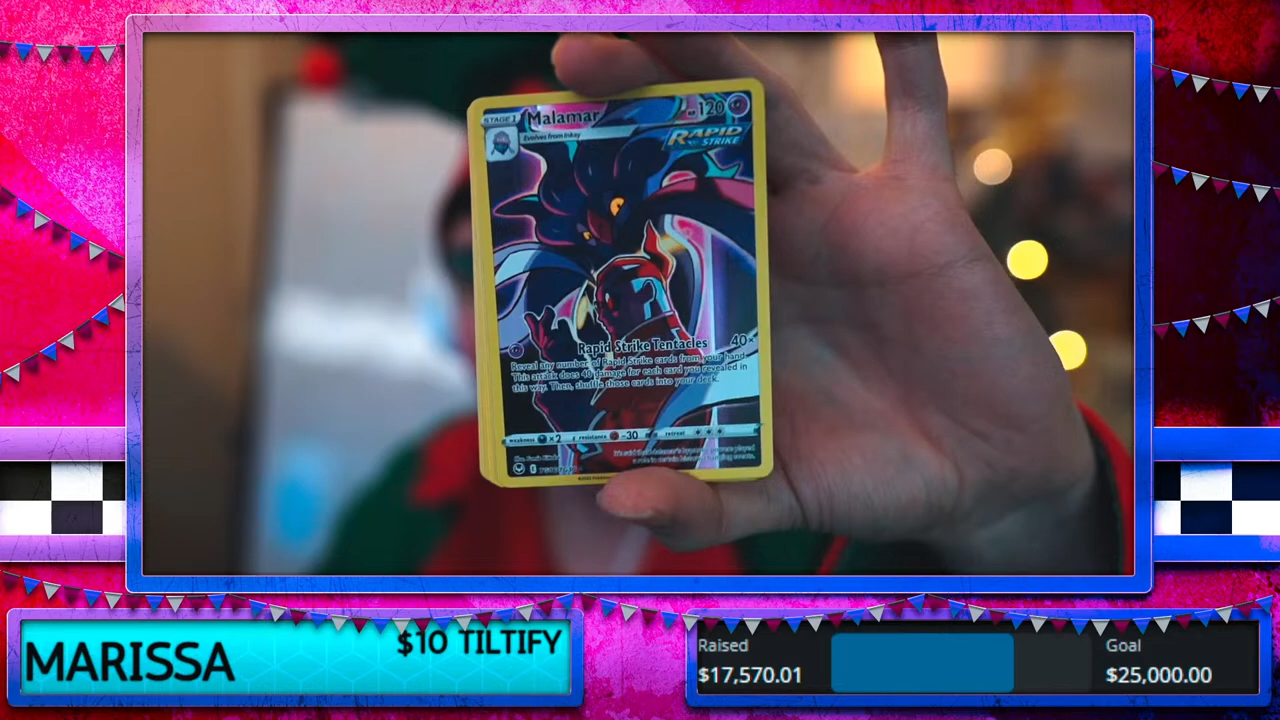 STAGE 1 Malamar HP 120
Evolves from Inkay
RAPID STRIKE
Rapid Strike Tentacles 40×
Reveal any number of Rapid Strike cards from your hand.
This attack does 40 damage for each card you revealed in
this way. Then, shuffle those cards into your deck.
weakness ×2 resistance -30 retreat
MARISSA
$10 TILTIFY
Raised
$17,570.01
Goal
$25,000.00